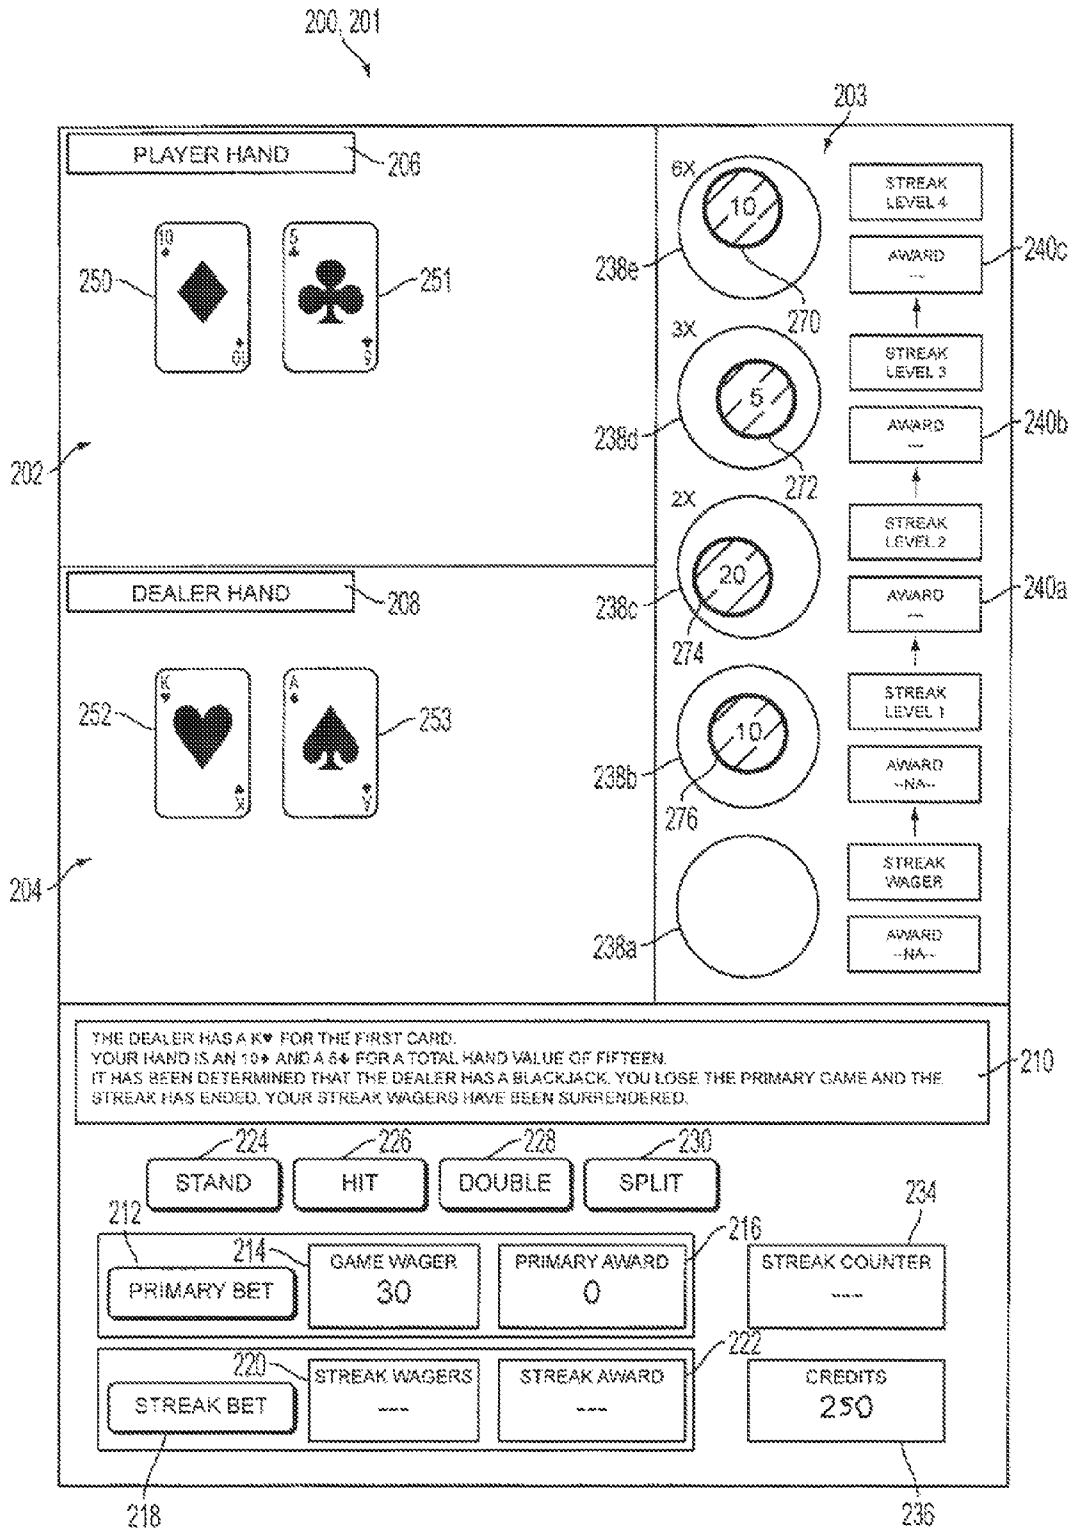 200, 201
203
PLAYER HAND
206
10
10
250
5
5
251
202
DEALER HAND
208
K
K
252
A
A
253
204
6X
10
238e
270
STREAK
LEVEL 4
AWARD
---
240c
3X
5
238d
272
STREAK
LEVEL 3
AWARD
---
240b
2X
20
238c
274
STREAK
LEVEL 2
AWARD
---
240a
10
238b
276
STREAK
LEVEL 1
AWARD
--NA--
238a
STREAK
WAGER
AWARD
--NA--
THE DEALER HAS A K♥ FOR THE FIRST CARD.
YOUR HAND IS AN 10♦ AND A 5♣ FOR A TOTAL HAND VALUE OF FIFTEEN.
IT HAS BEEN DETERMINED THAT THE DEALER HAS A BLACKJACK. YOU LOSE THE PRIMARY GAME AND THE
STREAK HAS ENDED. YOUR STREAK WAGERS HAVE BEEN SURRENDERED.
210
224
226
228
230
STAND
HIT
DOUBLE
SPLIT
212
214
216
234
PRIMARY BET
GAME WAGER
30
PRIMARY AWARD
0
STREAK COUNTER
---
220
222
STREAK BET
STREAK WAGERS
---
STREAK AWARD
---
CREDITS
250
218
236